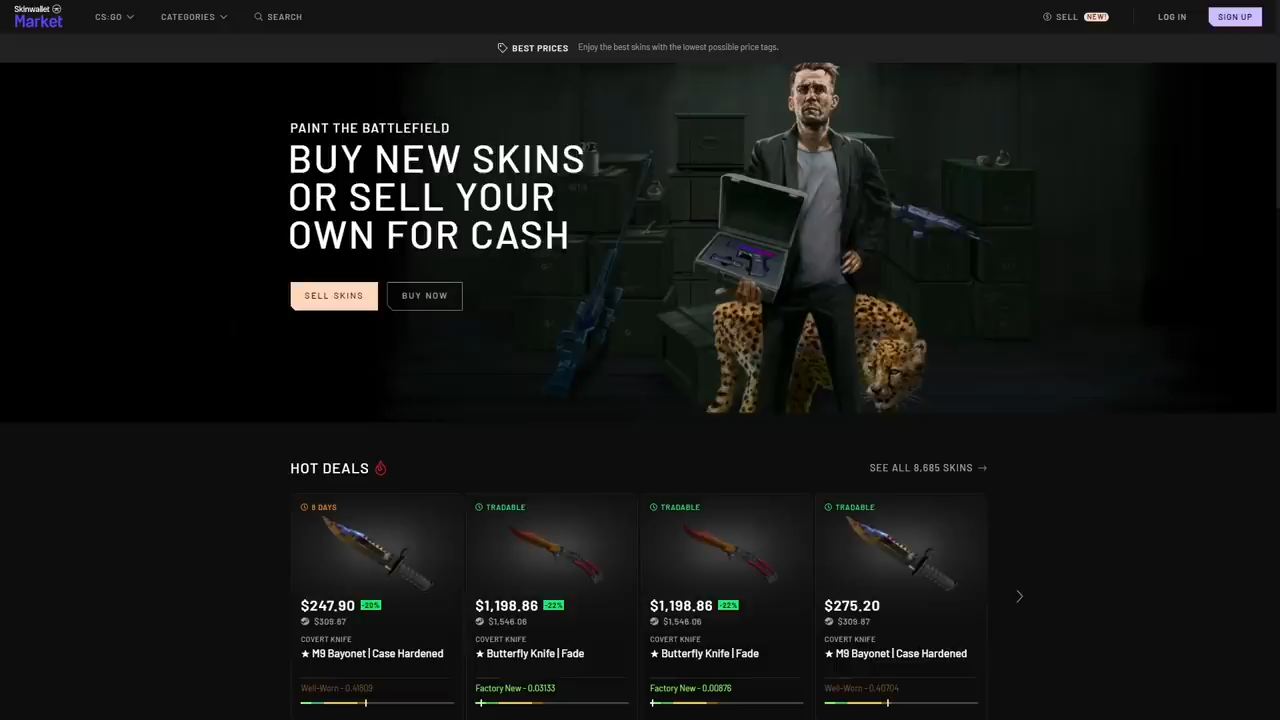 Skinwallet
Market
CS:GO
CATEGORIES
SEARCH
SELL NEW!
LOG IN
SIGN UP
BEST PRICES Enjoy the best skins with the lowest possible price tags.
PAINT THE BATTLEFIELD
BUY NEW SKINS
OR SELL YOUR
OWN FOR CASH
SELL SKINS
BUY NOW
HOT DEALS
SEE ALL 8,685 SKINS →
8 DAYS
$247.90 -20%
$309.87
COVERT KNIFE
★ M9 Bayonet | Case Hardened
Well-Worn - 0.41809
TRADABLE
$1,198.86 -22%
$1,546.06
COVERT KNIFE
★ Butterfly Knife | Fade
Factory New - 0.03133
TRADABLE
$1,198.86 -22%
$1,546.06
COVERT KNIFE
★ Butterfly Knife | Fade
Factory New - 0.00876
TRADABLE
$275.20
$309.87
COVERT KNIFE
★ M9 Bayonet | Case Hardened
Well-Worn - 0.40704